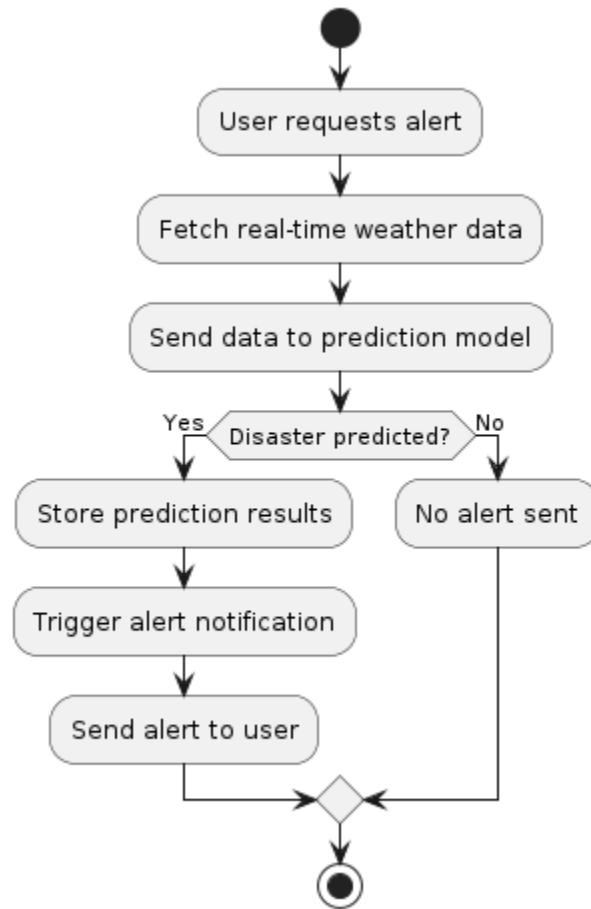 User requests alert
Fetch real-time weather data
Send data to prediction model
Yes
Disaster predicted?
No
Store prediction results
No alert sent
Trigger alert notification
Send alert to user